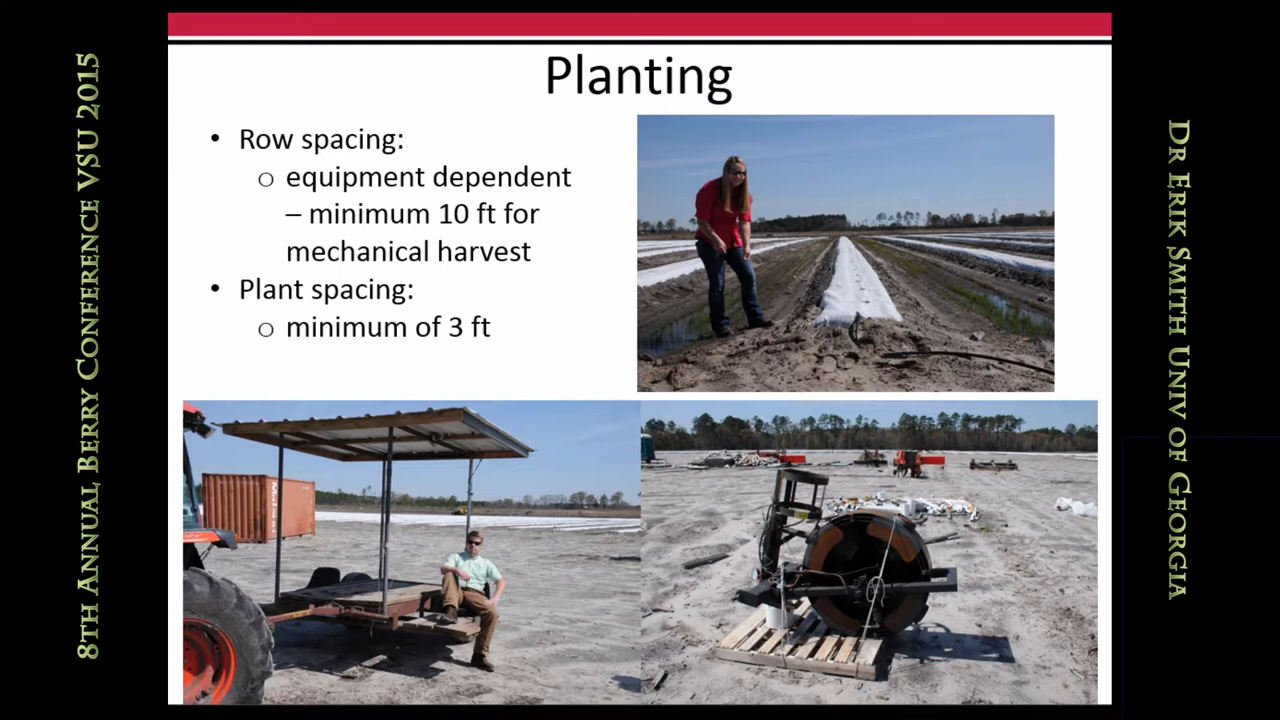 8TH ANNUAL BERRY CONFERENCE VSU 2015
Planting
• Row spacing:
o equipment dependent
– minimum 10 ft for
mechanical harvest
• Plant spacing:
o minimum of 3 ft
DR ERIK SMITH UNIV OF GEORGIA